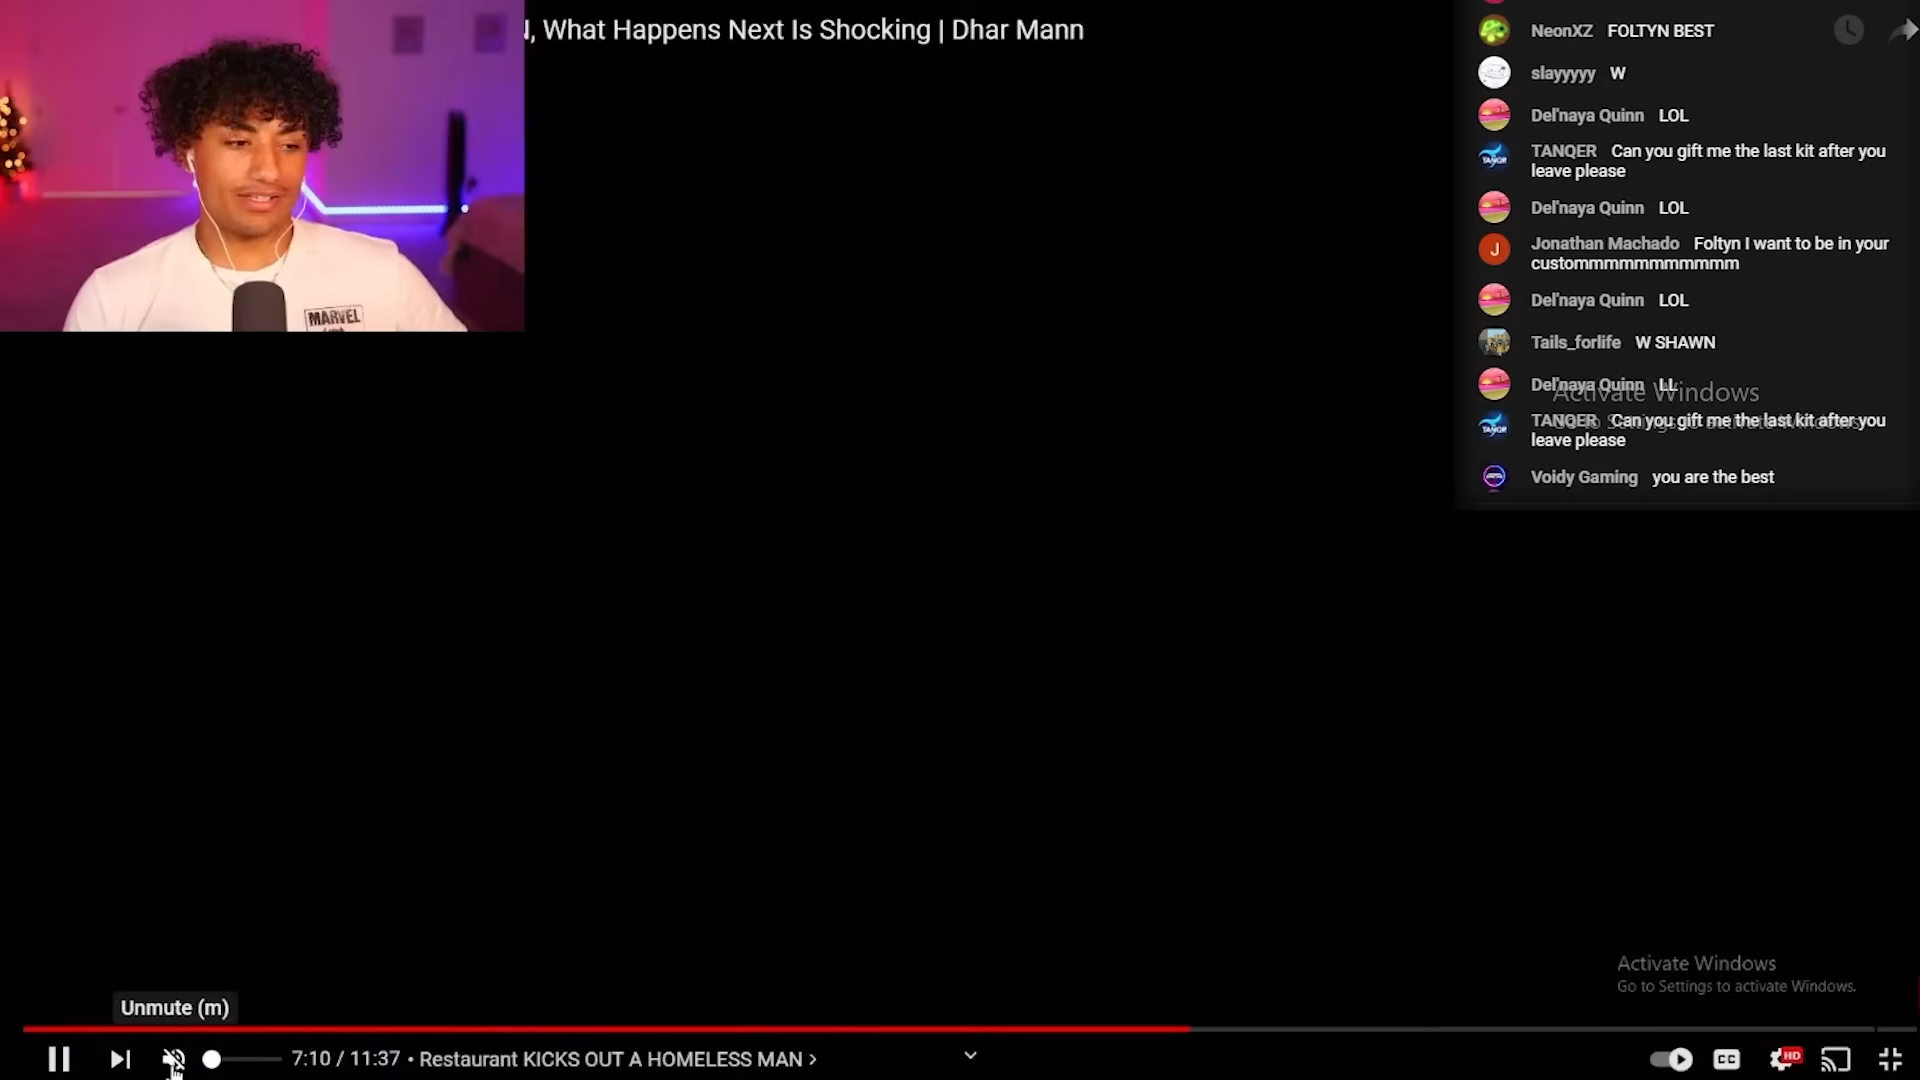 , What Happens Next Is Shocking | Dhar Mann
MARVEL
NeonXZ FOLTYN BEST
slayyyyy W
Del'naya Quinn LOL
TANQER Can you gift me the last kit after you
leave please
Del'naya Quinn LOL
J
Jonathan Machado Foltyn I want to be in your
custommmmmmmmmmmm
Del'naya Quinn LOL
Tails_forlife W SHAWN
Del'naya Quinn LL
Activate Windows
TANQER Can you gift me the last kit after you
leave please
Voidy Gaming you are the best
Activate Windows
Go to Settings to activate Windows.
Unmute (m)
7:10 / 11:37 • Restaurant KICKS OUT A HOMELESS MAN >
CC
HD